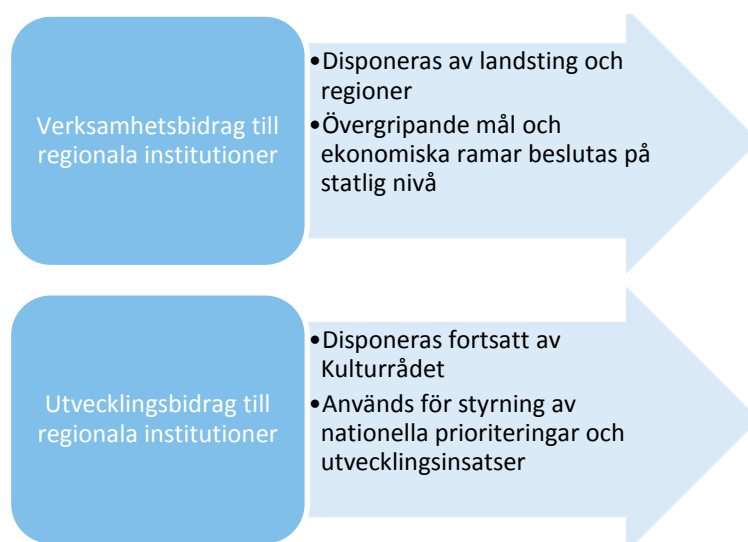 Verksamhetsbidrag till
regionala institutioner
•Disponeras av landsting och
regioner
•Övergripande mål och
ekonomiska ramar beslutas på
statlig nivå
Utvecklingsbidrag till
regionala institutioner
•Disponeras fortsatt av
Kulturrådet
•Används för styrning av
nationella prioriteringar och
utvecklingsinsatser